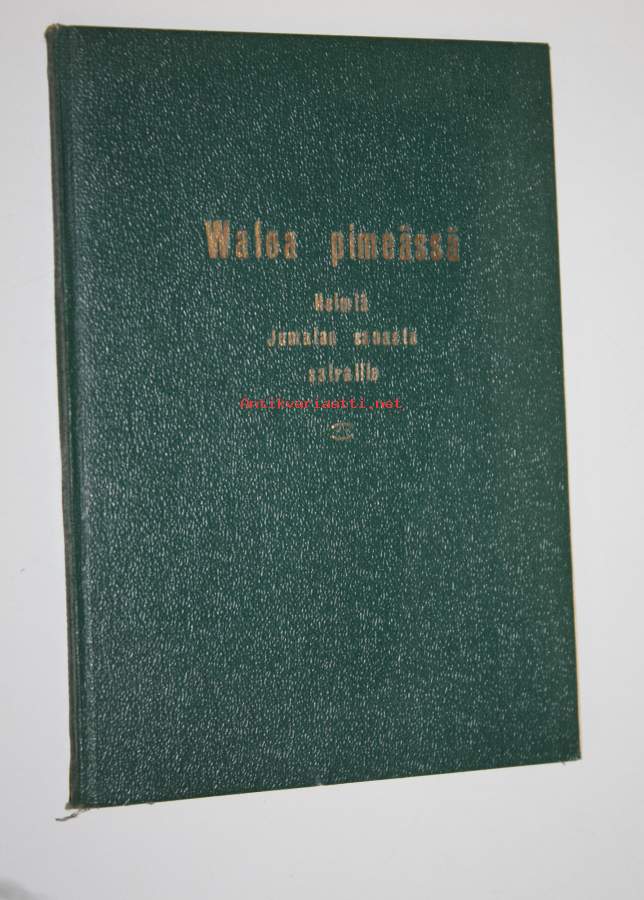 Waloa pimeässä
Helmiä
Jumalan sanasta
sairaille
Antikvariaatti.net